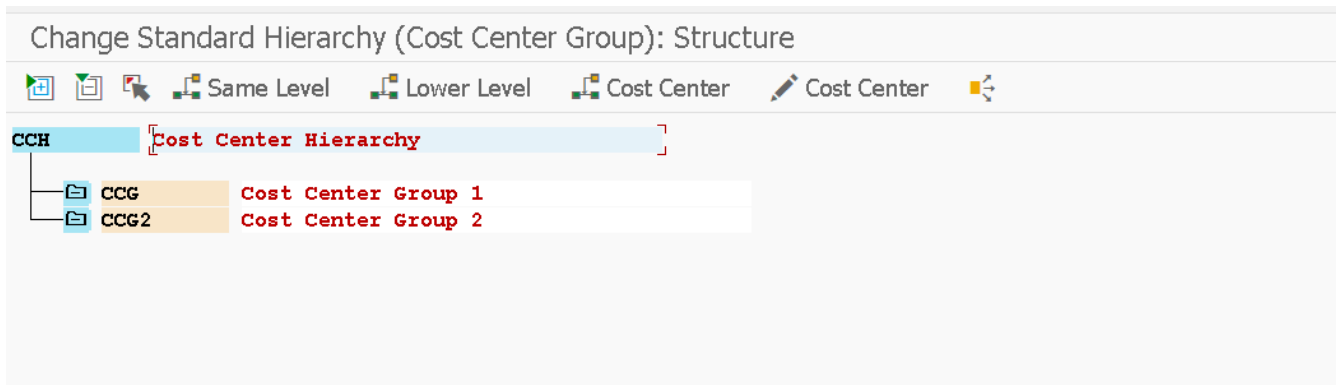 Change Standard Hierarchy (Cost Center Group): Structure
Same Level Lower Level Cost Center Cost Center
CCH Cost Center Hierarchy
CCG Cost Center Group 1
CCG2 Cost Center Group 2